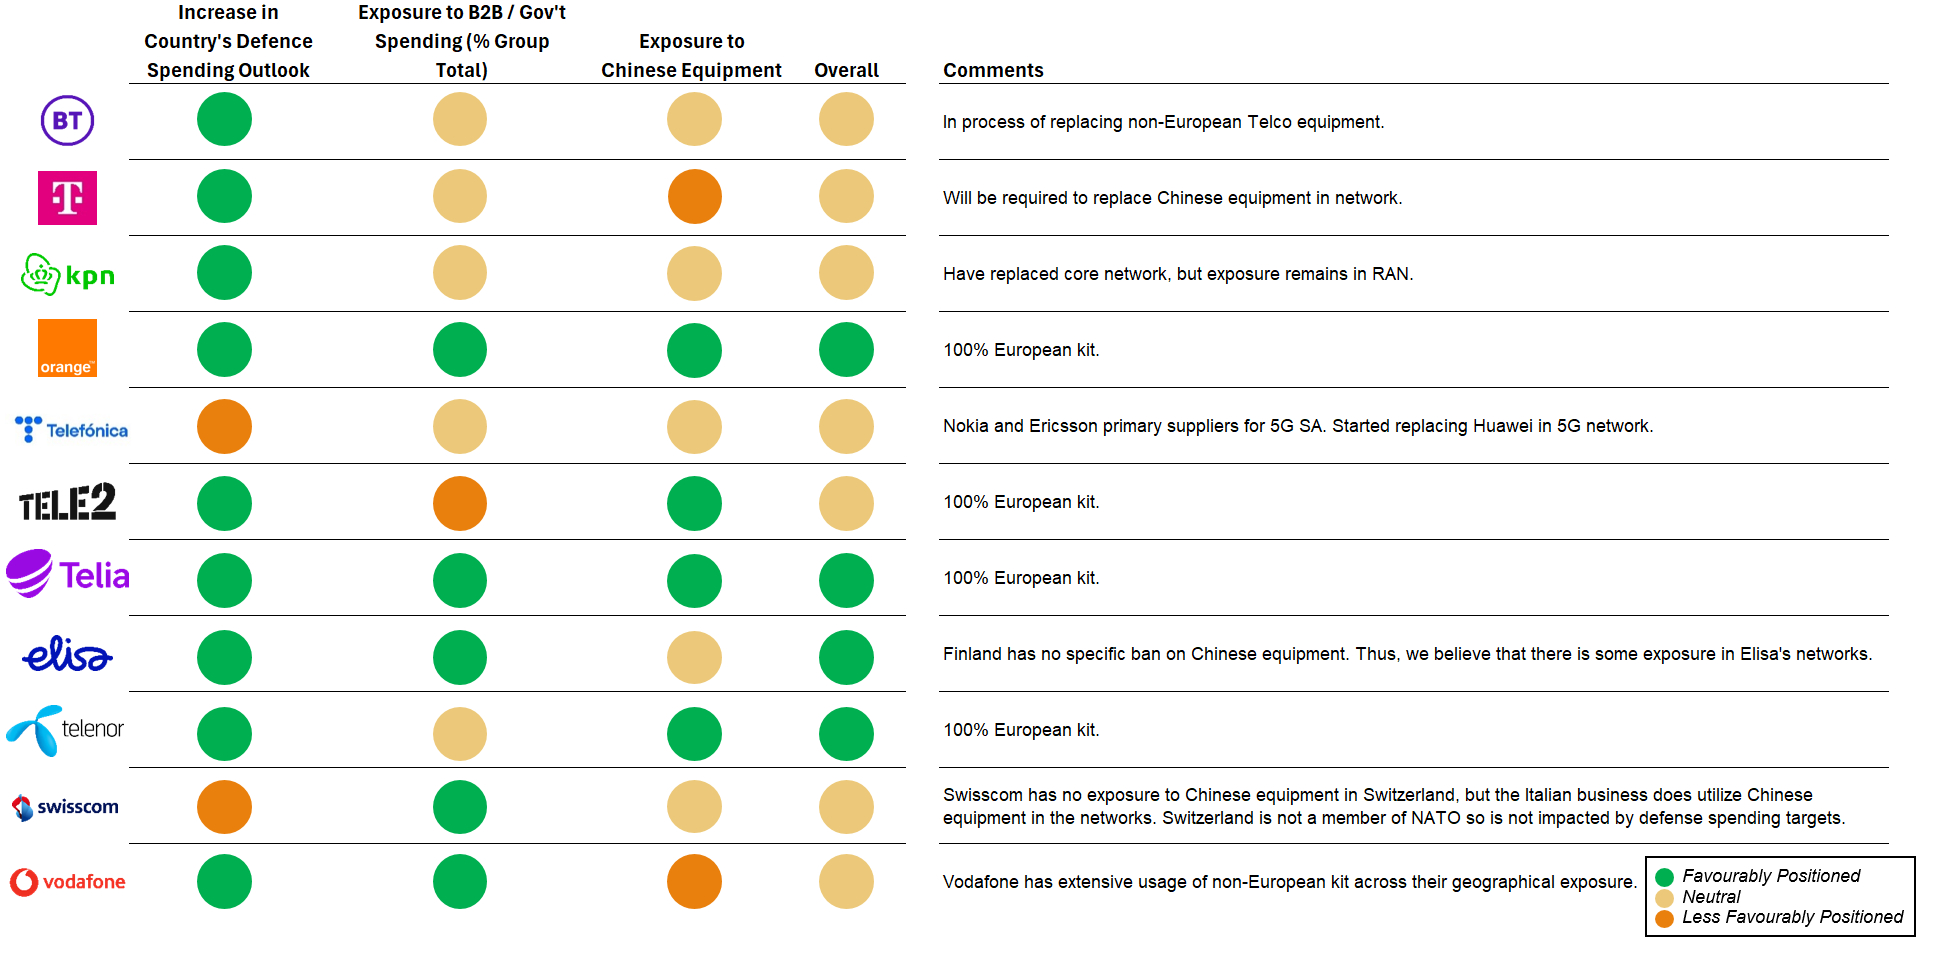 Increase in
Country's Defence
Spending Outlook
Exposure to B2B / Gov't
Spending (% Group
Total)
Exposure to
Chinese Equipment
Overall
Comments
BT
In process of replacing non-European Telco equipment.
T
Will be required to replace Chinese equipment in network.
kpn
Have replaced core network, but exposure remains in RAN.
orange™
100% European kit.
Telefónica
Nokia and Ericsson primary suppliers for 5G SA. Started replacing Huawei in 5G network.
TELE2
100% European kit.
Telia
100% European kit.
elisa
Finland has no specific ban on Chinese equipment. Thus, we believe that there is some exposure in Elisa's networks.
telenor
100% European kit.
swisscom
Swisscom has no exposure to Chinese equipment in Switzerland, but the Italian business does utilize Chinese
equipment in the networks. Switzerland is not a member of NATO so is not impacted by defense spending targets.
vodafone
Vodafone has extensive usage of non-European kit across their geographical exposure.
Favourably Positioned
Neutral
Less Favourably Positioned